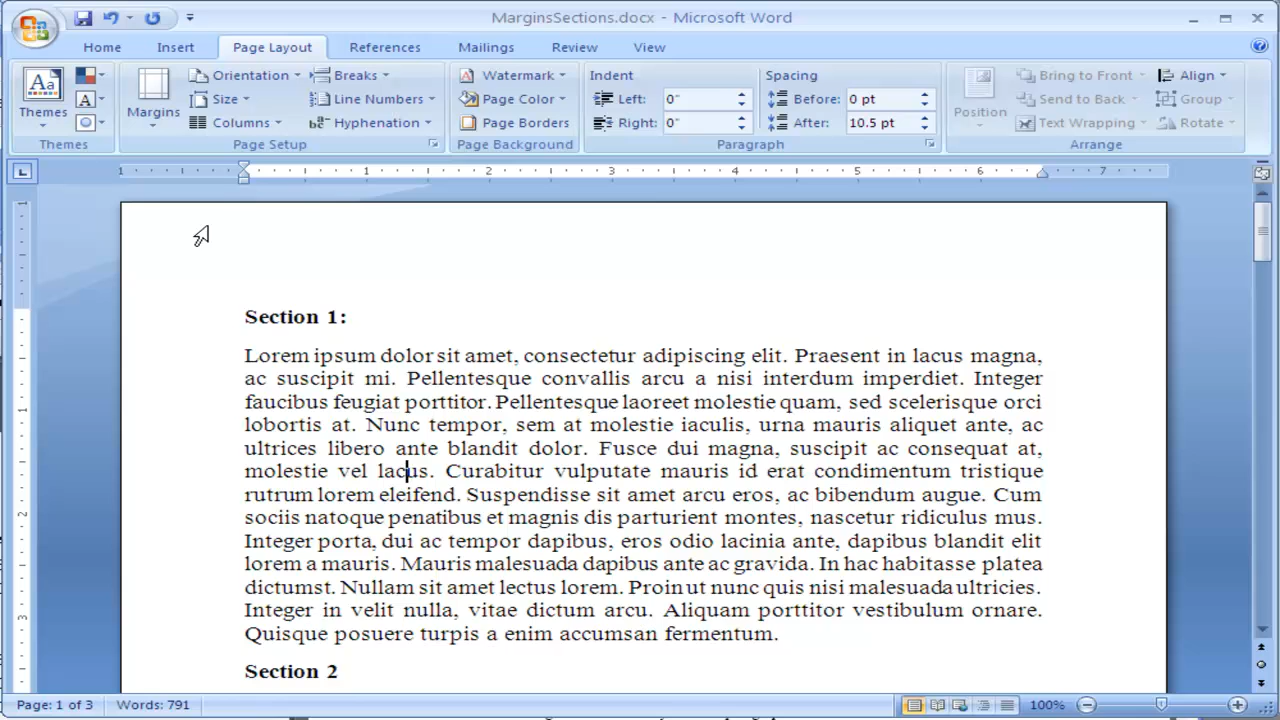 MarginsSections.docx - Microsoft Word
Home Insert Page Layout References Mailings Review View
Orientation Breaks Watermark Indent Spacing Bring to Front Align
Size Line Numbers Page Color Left: 0" Before: 0 pt Send to Back Group
Themes Margins Columns Hyphenation Page Borders Right: 0" After: 10.5 pt Position Text Wrapping Rotate
Themes Page Setup Page Background Paragraph Arrange
1 1 2 3 4 5 6 7
Section 1:
Lorem ipsum dolor sit amet, consectetur adipiscing elit. Praesent in lacus magna,
ac suscipit mi. Pellentesque convallis arcu a nisi interdum imperdiet. Integer
faucibus feugiat porttitor. Pellentesque laoreet molestie quam, sed scelerisque orci
lobortis at. Nunc tempor, sem at molestie iaculis, urna mauris aliquet ante, ac
ultrices libero ante blandit dolor. Fusce dui magna, suscipit ac consequat at,
molestie vel lacus. Curabitur vulputate mauris id erat condimentum tristique
rutrum lorem eleifend. Suspendisse sit amet arcu eros, ac bibendum augue. Cum
sociis natoque penatibus et magnis dis parturient montes, nascetur ridiculus mus.
Integer porta, dui ac tempor dapibus, eros odio lacinia ante, dapibus blandit elit
lorem a mauris. Mauris malesuada dapibus ante ac gravida. In hac habitasse platea
dictumst. Nullam sit amet lectus lorem. Proin ut nunc quis nisi malesuada ultricies.
Integer in velit nulla, vitae dictum arcu. Aliquam porttitor vestibulum ornare.
Quisque posuere turpis a enim accumsan fermentum.
Section 2
Page: 1 of 3 Words: 791 100%